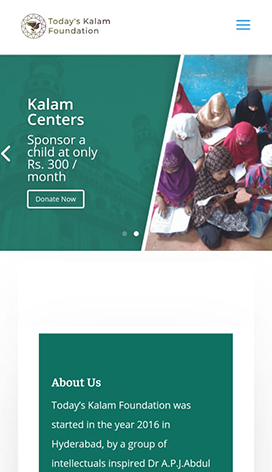 Today's Kalam
Foundation
Kalam
Centers
Sponsor a
child at only
Rs. 300 /
month
Donate Now
About Us
Today's Kalam Foundation was
started in the year 2016 in
Hyderabad, by a group of
intellectuals inspired Dr A.P.J.Abdul